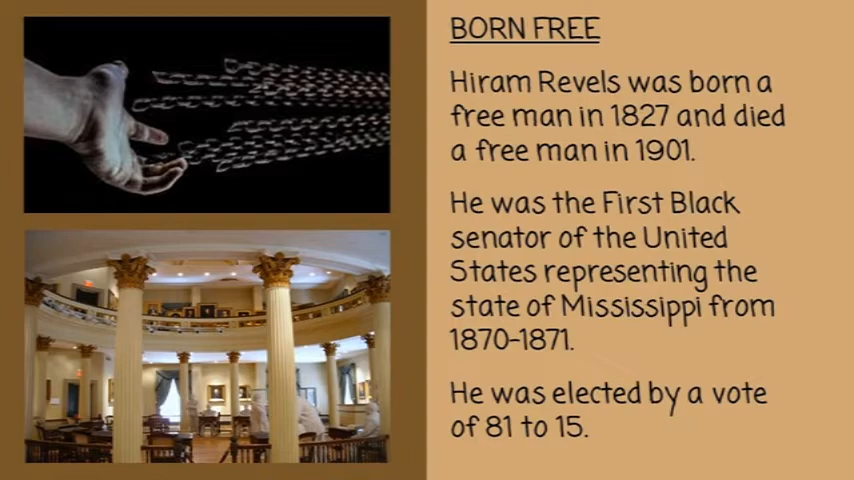 BORN FREE
Hiram Revels was born a
free man in 1827 and died
a free man in 1901.
He was the First Black
senator of the United
States representing the
state of Mississippi from
1870-1871.
He was elected by a vote
of 81 to 15.